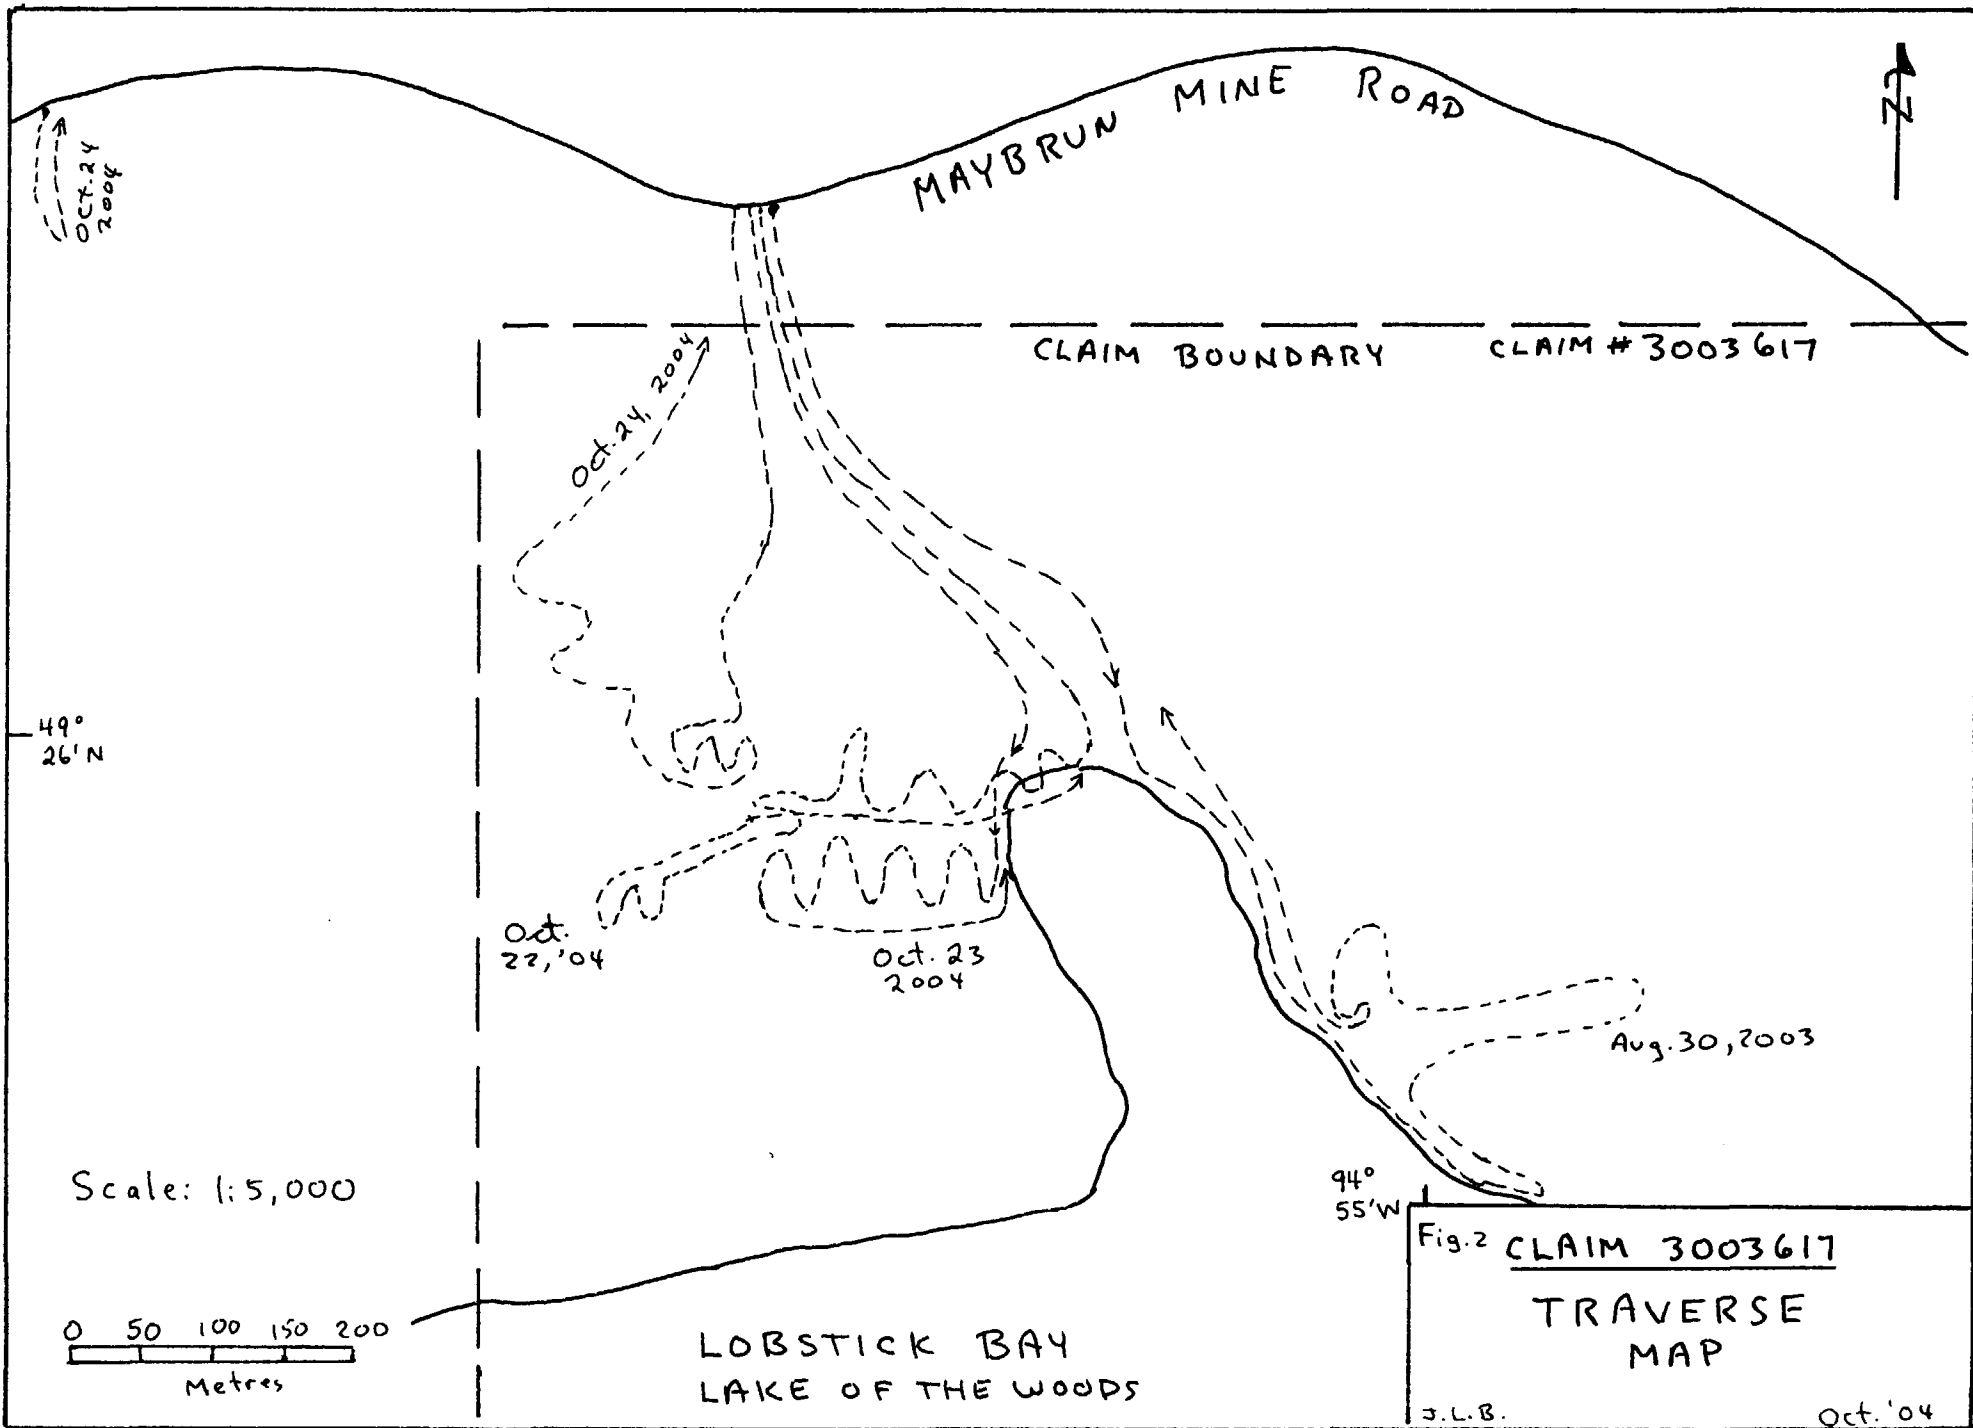 MAYBRUN MINE ROAD
N
Oct. 24
2004
CLAIM BOUNDARY CLAIM # 3003617
Oct. 24, 2004
49°
26' N
Oct.
22, '04
Oct. 23
2004
Aug. 30, 2003
Scale: 1:5,000
94°
55' W
0 50 100 150 200
Metres
LOBSTICK BAY
LAKE OF THE WOODS
Fig. 2 CLAIM 3003617
TRAVERSE
MAP
J.L.B. Oct. '04